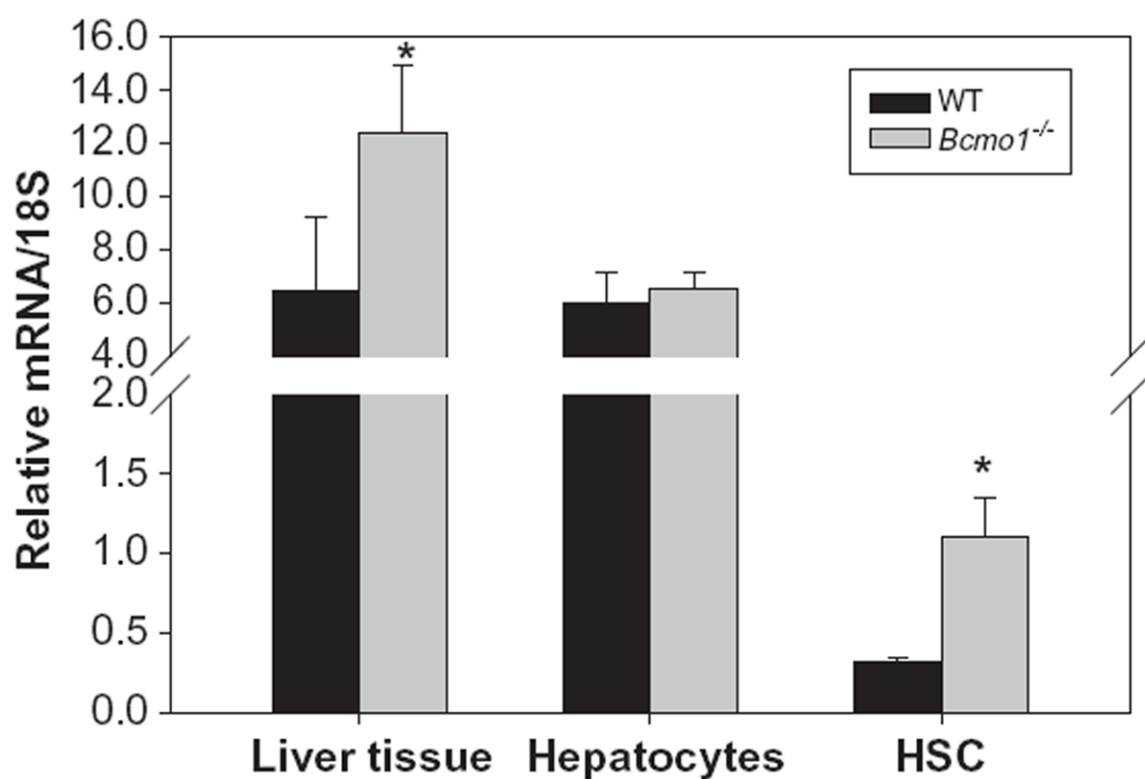 Relative mRNA/18S
16.0
14.0
12.0
10.0
8.0
6.0
4.0
2.0
1.5
1.0
0.5
0.0
*
*
WT
Bcmo1-/-
Liver tissue
Hepatocytes
HSC